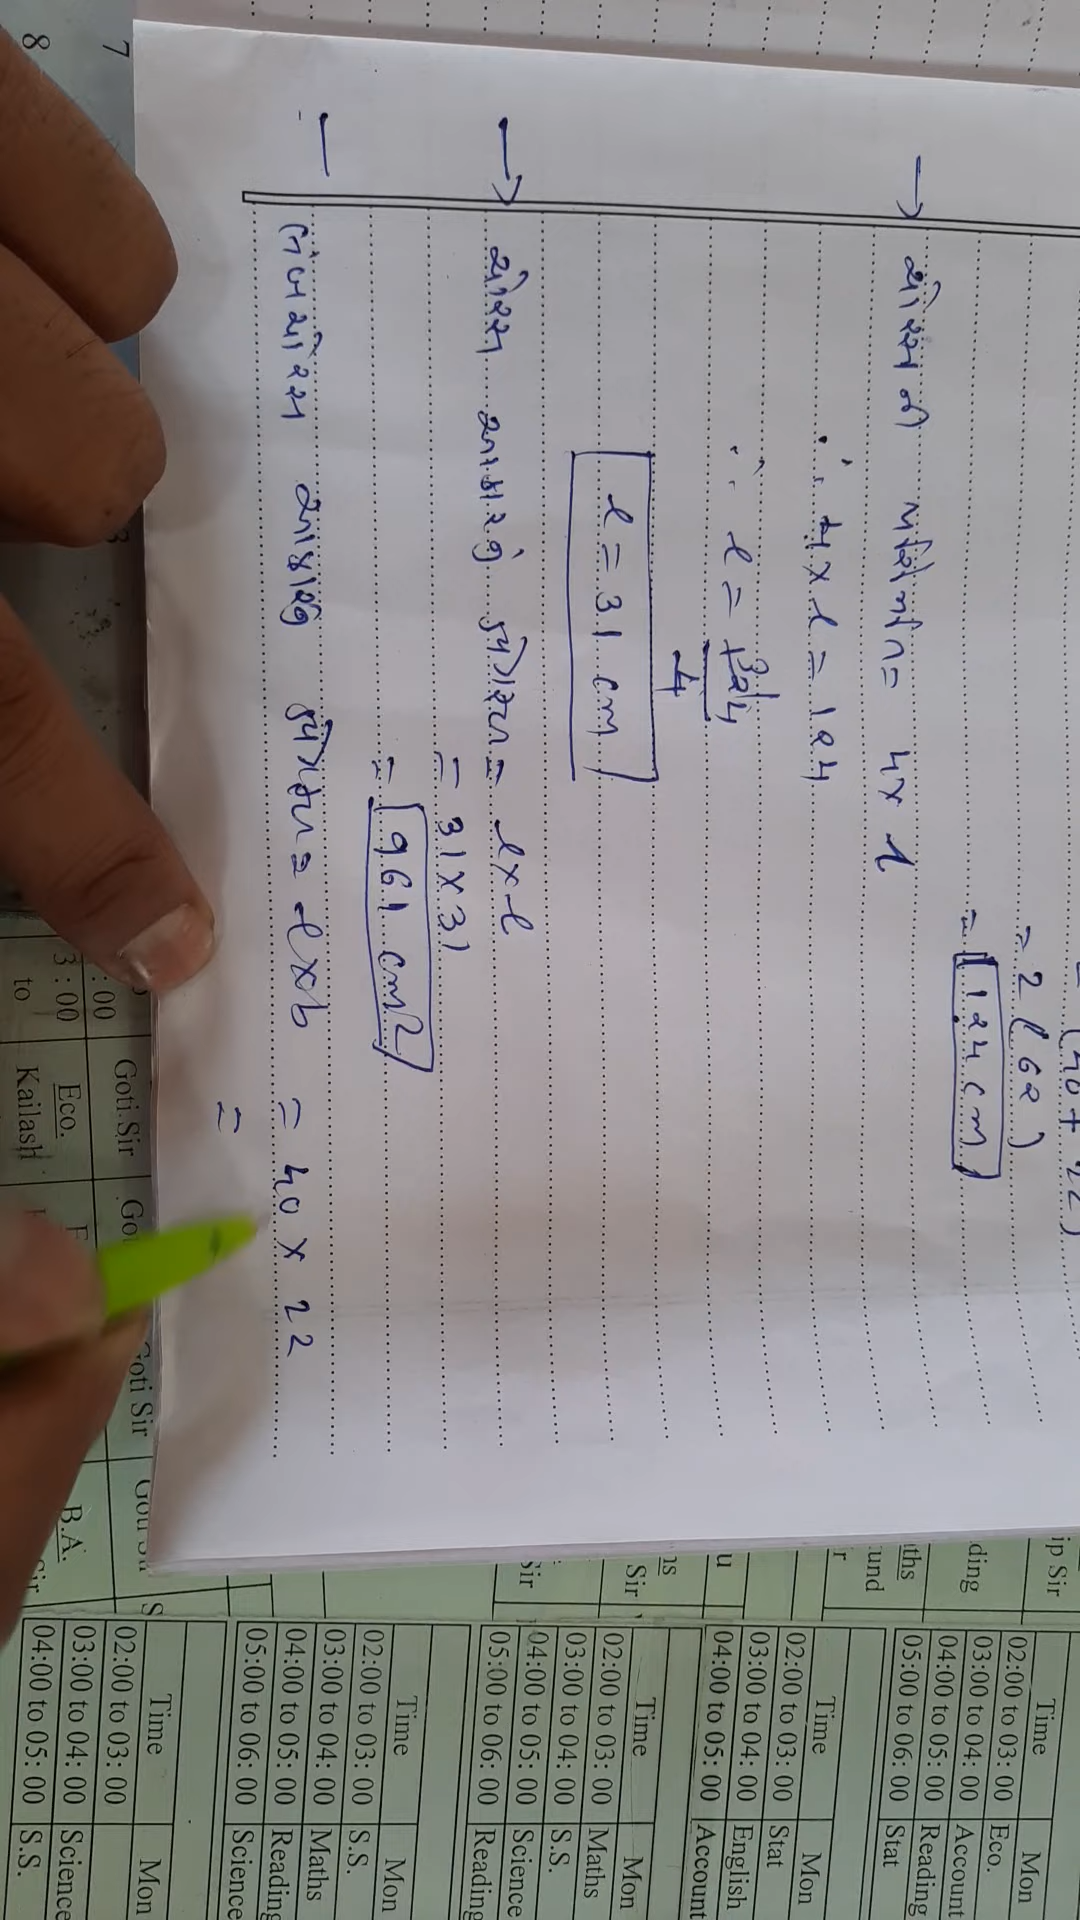 = 2 ( 62 )
= 124 cm
→ ચોરસની પરિમિતિ = 4 x l
∴ 4 x l = 124
∴ l = 124
31
4
l = 31 cm
→ ચોરસ આકારનું ક્ષેત્રફળ = l x l
= 31 x 31
= 961 cm2
— લંબચોરસ આકારનું ક્ષેત્રફળ = l x b = 40 x 22
=
7
8
3 : 00
to
: 00
Goti Sir
Eco.
Kailash
Goti Sir
B.A.
ip Sir
ding
Sir
Time Mon
02:00 to 03: 00 Eco.
03:00 to 04: 00 Account
04:00 to 05: 00 Reading
05:00 to 06: 00 Stat
Time Mon
02:00 to 03: 00 Stat
03:00 to 04: 00 English
04:00 to 05: 00 Account
Time Mon
02:00 to 03: 00 Maths
03:00 to 04: 00 S.S.
04:00 to 05: 00 Science
05:00 to 06: 00 Reading
Time Mon
02:00 to 03: 00 S.S.
03:00 to 04: 00 Maths
04:00 to 05: 00 Reading
05:00 to 06: 00 Science
Time Mon
02:00 to 03: 00
03:00 to 04: 00 Science
04:00 to 05: 00 S.S.